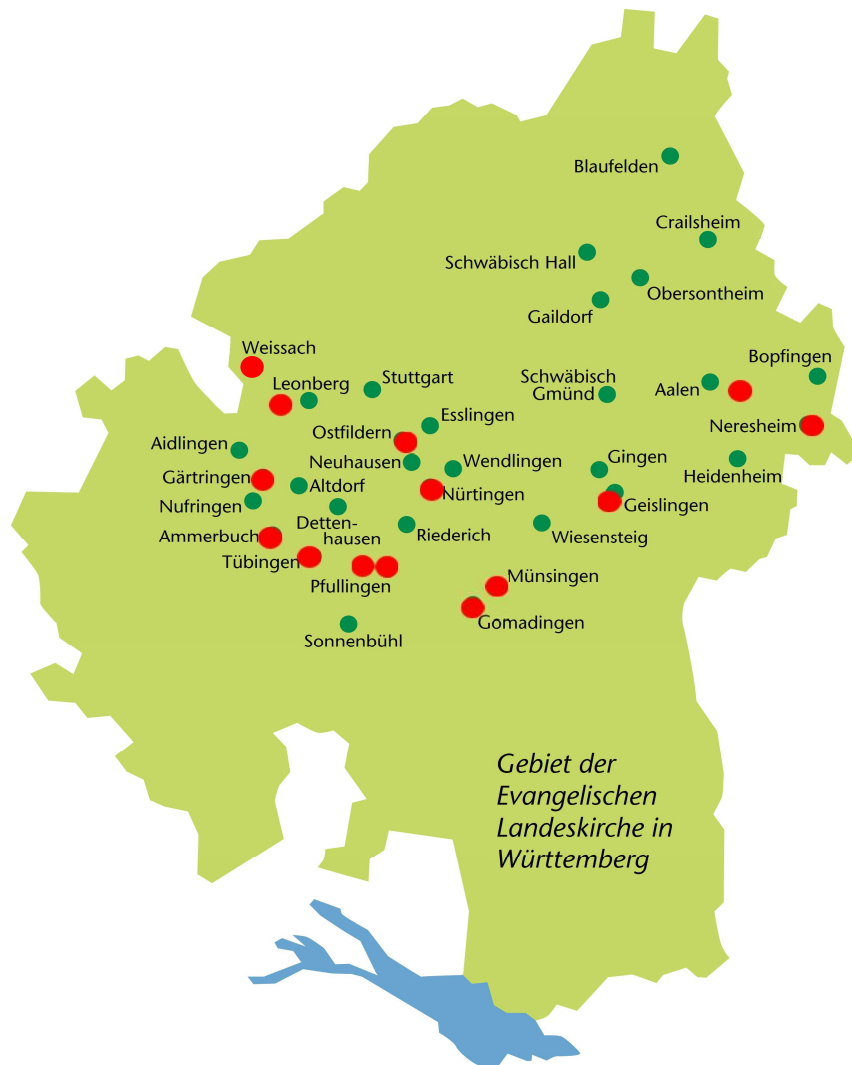 Blaufelden
Crailsheim
Schwäbisch Hall
Obersontheim
Gaildorf
Weissach
Bopfingen
Leonberg
Stuttgart
Schwäbisch
Gmünd
Aalen
Esslingen
Ostfildern
Neresheim
Aidlingen
Neuhausen
Wendlingen
Gingen
Heidenheim
Gärtringen
Altdorf
Nürtingen
Nufringen
Geislingen
Detten-
hausen
Ammerbuch
Riederich
Wiesensteig
Tübingen
Pfullingen
Münsingen
Gomadingen
Sonnenbühl
Gebiet der
Evangelischen
Landeskirche in
Württemberg